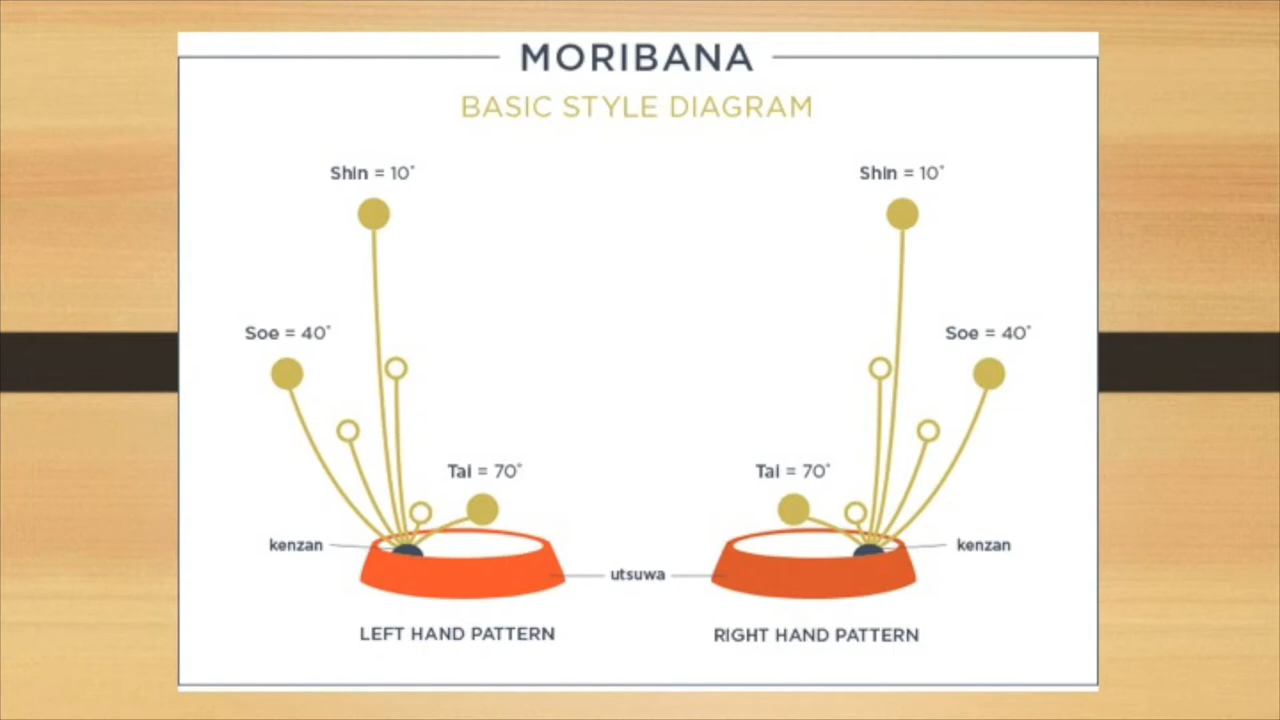 MORIBANA
BASIC STYLE DIAGRAM
Shin = 10°
Soe = 40°
Tai = 70°
kenzan
LEFT HAND PATTERN
utsuwa
Shin = 10°
Soe = 40°
Tai = 70°
kenzan
RIGHT HAND PATTERN